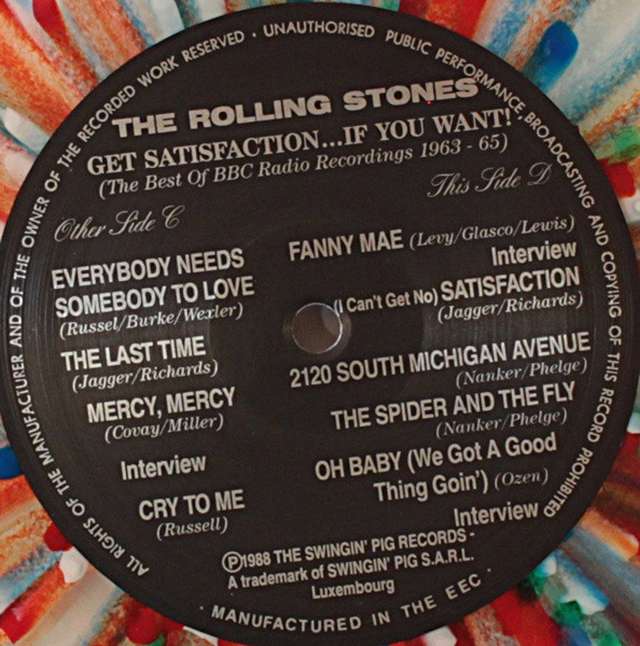 ALL RIGHTS OF THE MANUFACTURER AND OF THE OWNER OF THE RECORDED WORK RESERVED · UNAUTHORISED PUBLIC PERFORMANCE, BROADCASTING AND COPYING OF THIS RECORD PROHIBITED
THE ROLLING STONES
GET SATISFACTION...IF YOU WANT!
(The Best Of BBC Radio Recordings 1963 - 65)
Other Side C
EVERYBODY NEEDS
SOMEBODY TO LOVE
(Russel/Burke/Wexler)
THE LAST TIME
(Jagger/Richards)
MERCY, MERCY
(Covay/Miller)
Interview
CRY TO ME
(Russell)
This Side D
FANNY MAE (Levy/Glasco/Lewis)
Interview
(I Can't Get No) SATISFACTION
(Jagger/Richards)
2120 SOUTH MICHIGAN AVENUE
(Nanker/Phelge)
THE SPIDER AND THE FLY
(Nanker/Phelge)
OH BABY (We Got A Good
Thing Goin') (Ozen)
Interview
Ⓟ1988 THE SWINGIN' PIG RECORDS -
A trademark of SWINGIN' PIG S.A.R.L.
Luxembourg
· MANUFACTURED IN THE EEC ·